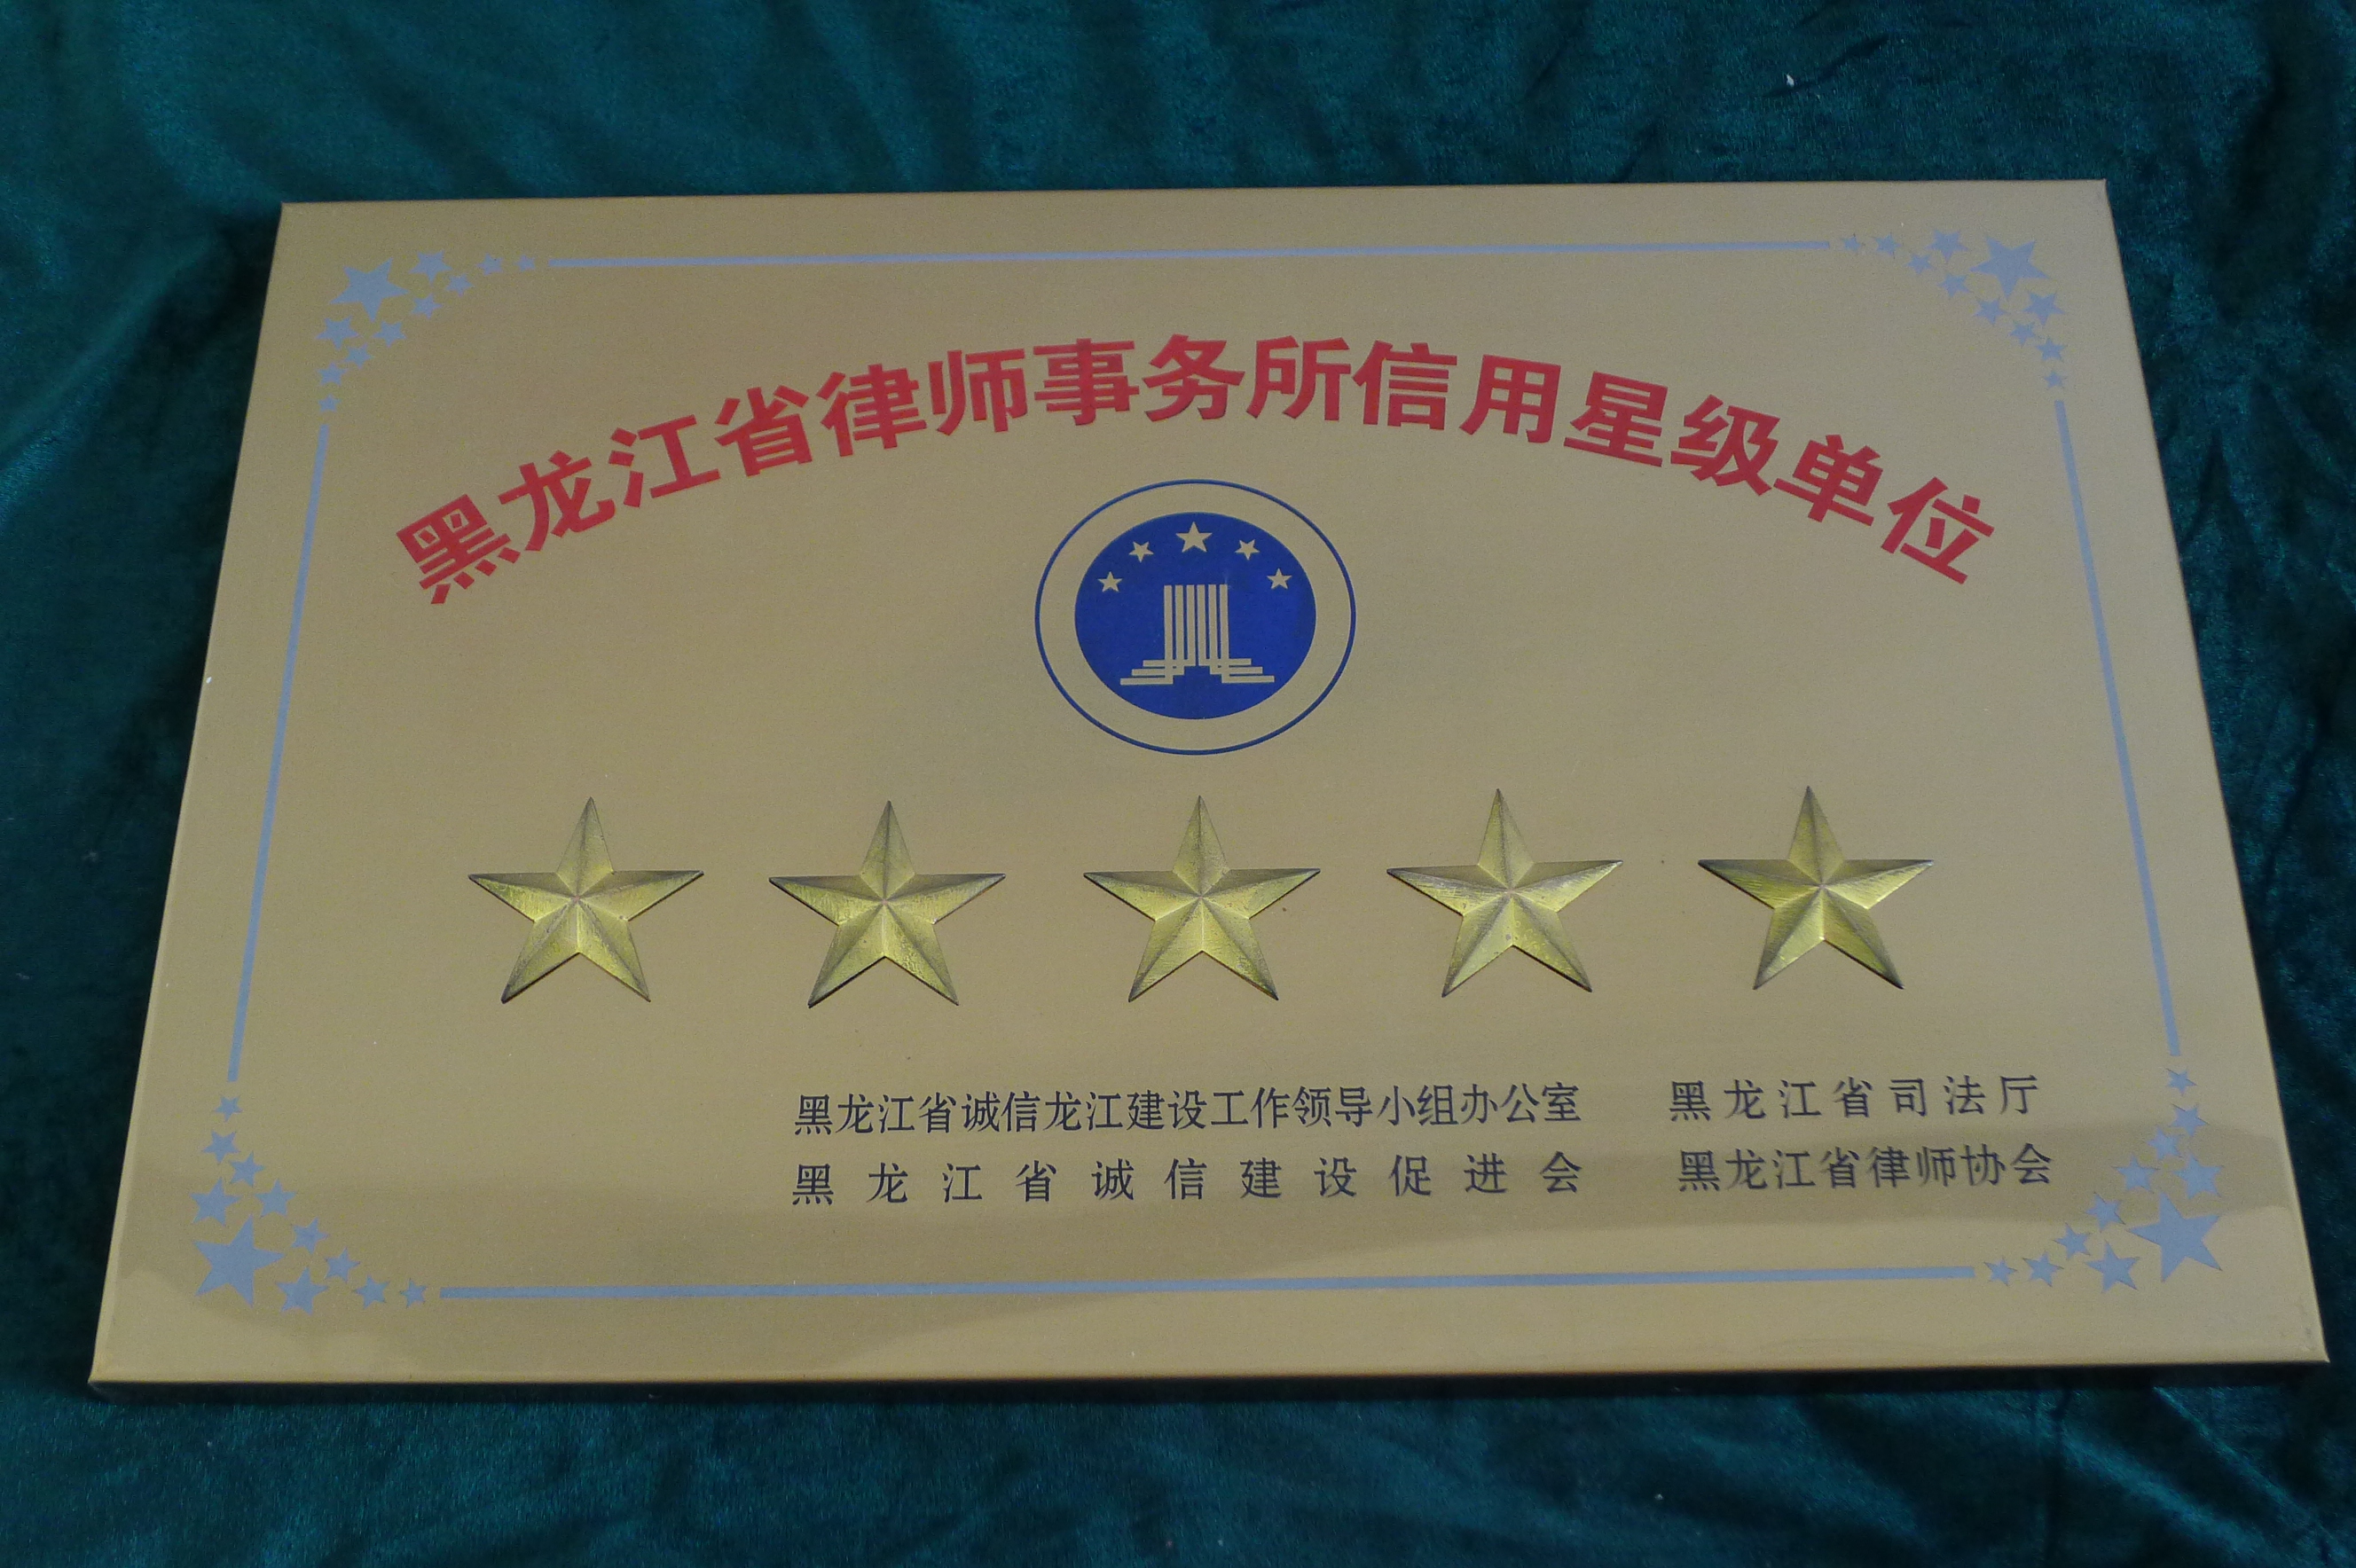 黑龙江省律师事务所信用星级单位
黑龙江省诚信龙江建设工作领导小组办公室 黑龙江省司法厅
黑龙江省诚信建设促进会 黑龙江省律师协会